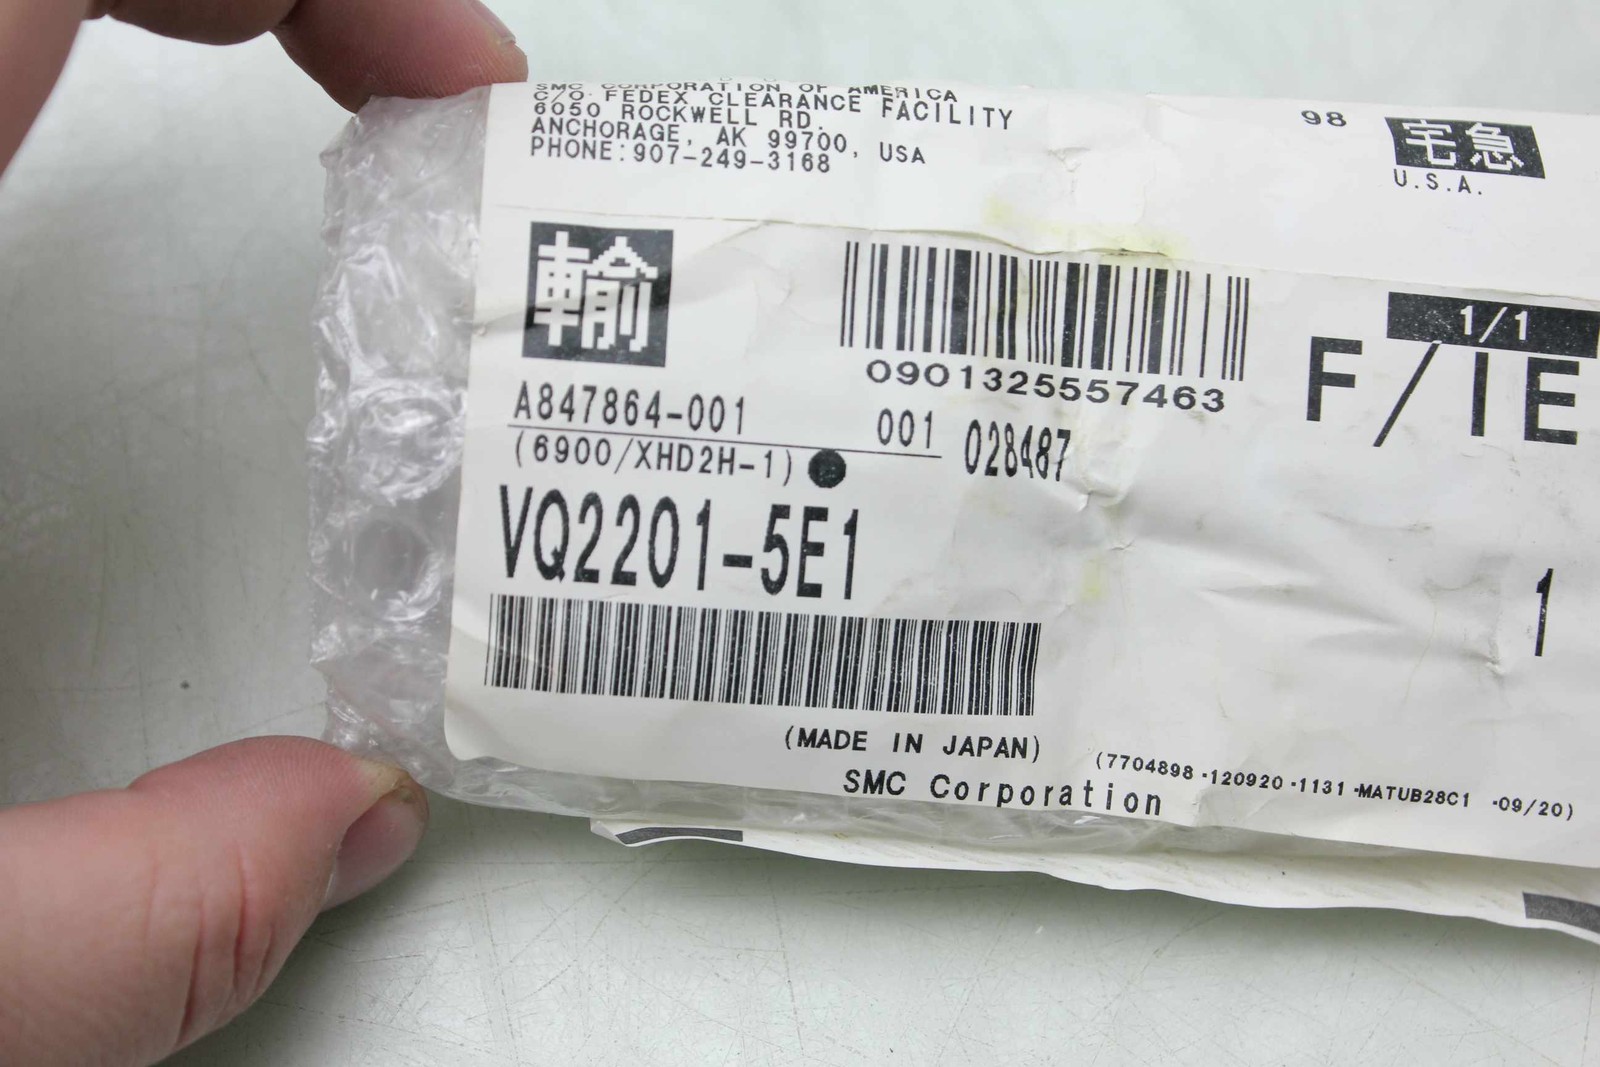 SMC CORPORATION OF AMERICA
C/O FEDEX CLEARANCE FACILITY
6050 ROCKWELL RD.
ANCHORAGE, AK 99700, USA
PHONE:907-249-3168
98
宅急
U.S.A.
輸
0901325557463
1/1
F/IE
A847864-001 001 028487
(6900/XHD2H-1)●
VQ2201-5E1
1
(MADE IN JAPAN)
SMC Corporation
(7704898 -120920 -1131 -MATUB28C1 -09/20)